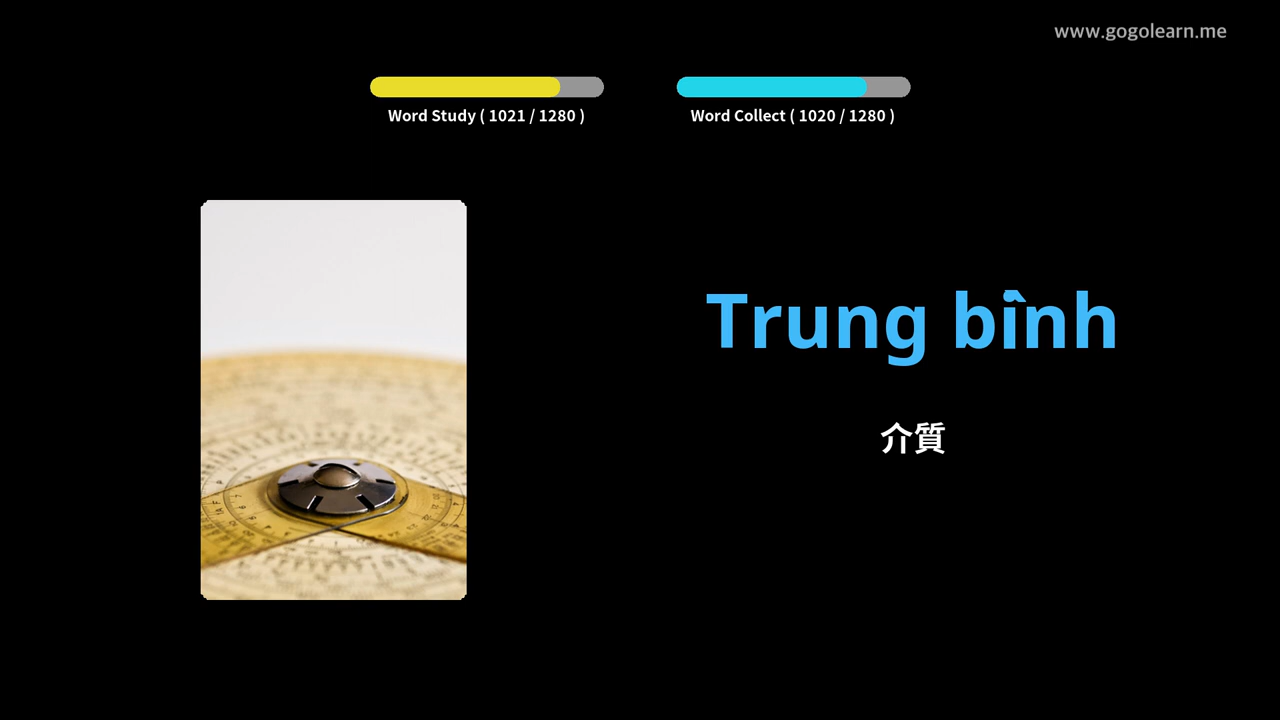 www.gogolearn.me
Word Study ( 1021 / 1280 )
Word Collect ( 1020 / 1280 )
Trung bình
介質